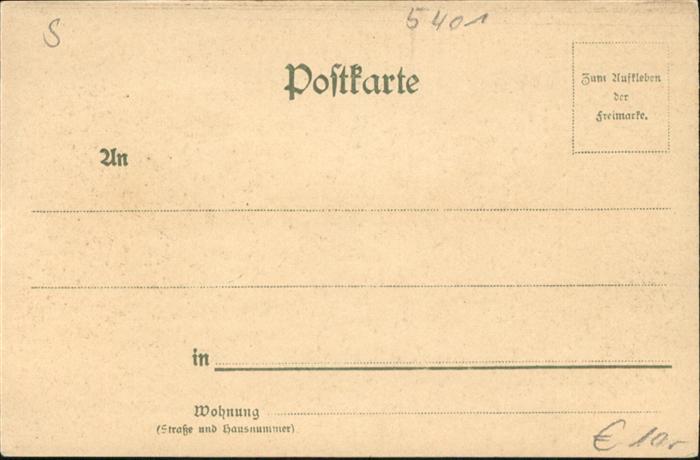 S
5401
Postkarte
Zum Aufkleben
der
Freimarke.
An
in
Wohnung
(Straße und Hausnummer)
€ 10,-